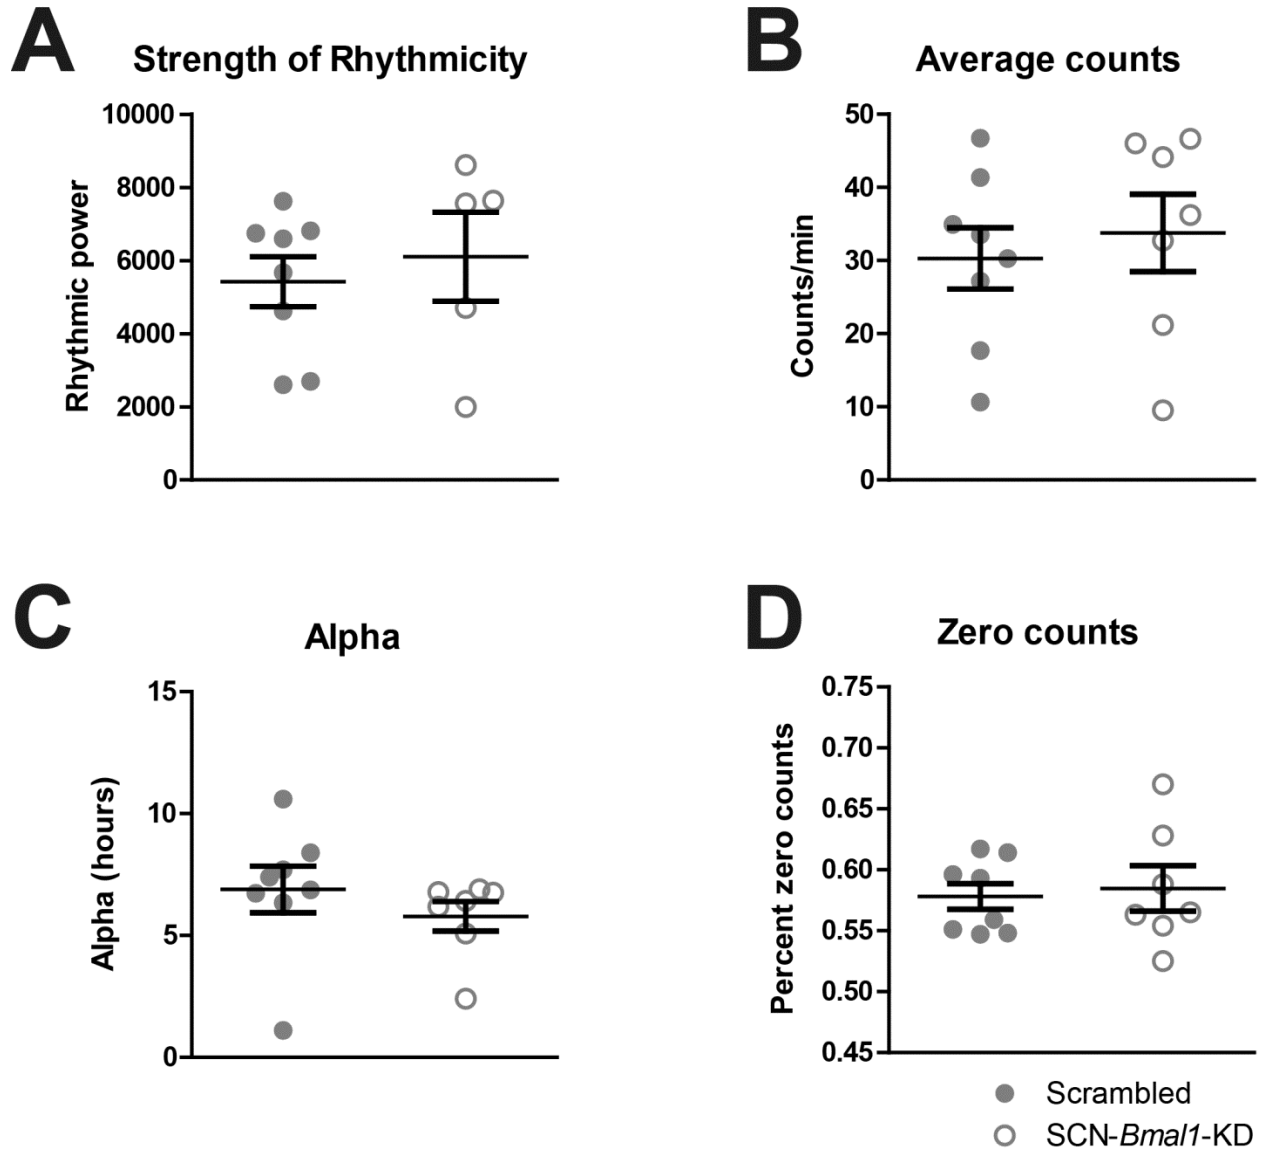 A
Strength of Rhythmicity
Rhythmic power
10000
8000
6000
4000
2000
0
B
Average counts
Counts/min
50
40
30
20
10
0
C
Alpha
Alpha (hours)
15
10
5
0
D
Zero counts
Percent zero counts
0.75
0.70
0.65
0.60
0.55
0.50
0.45
Scrambled
SCN-Bmal1-KD